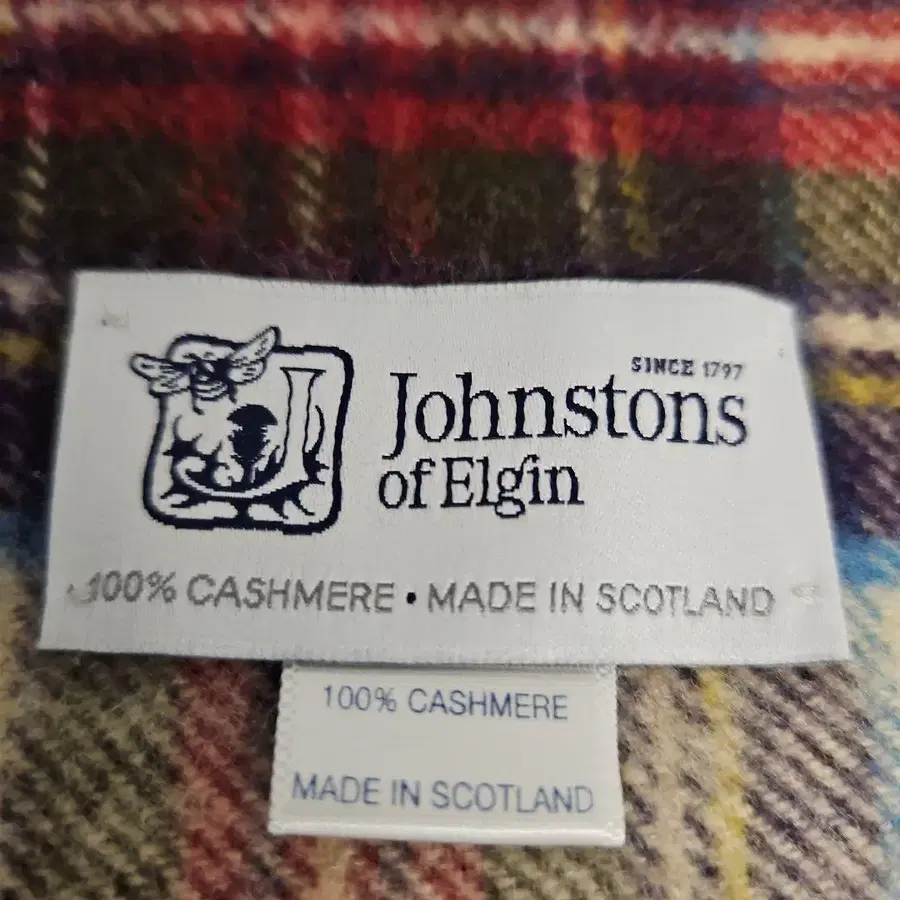 SINCE 1797
Johnstons
of Elgin
100% CASHMERE • MADE IN SCOTLAND
100% CASHMERE
MADE IN SCOTLAND